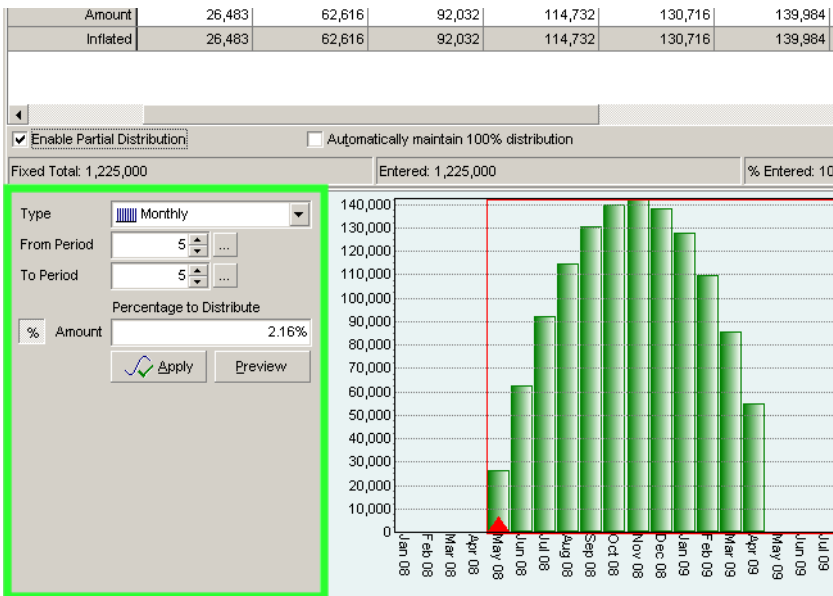 Amount 26,483 62,616 92,032 114,732 130,716 139,984
Inflated 26,483 62,616 92,032 114,732 130,716 139,984
Enable Partial Distribution Automatically maintain 100% distribution
Fixed Total: 1,225,000 Entered: 1,225,000 % Entered: 10
Type Monthly
From Period 5 ...
To Period 5 ...
Percentage to Distribute
% Amount 2.16%
Apply Preview
140,000
130,000
120,000
110,000
100,000
90,000
80,000
70,000
60,000
50,000
40,000
30,000
20,000
10,000
0
Jan 08
Feb 08
Mar 08
Apr 08
May 08
Jun 08
Jul 08
Aug 08
Sep 08
Oct 08
Nov 08
Dec 08
Jan 09
Feb 09
Mar 09
Apr 09
May 09
Jun 09
Jul 09